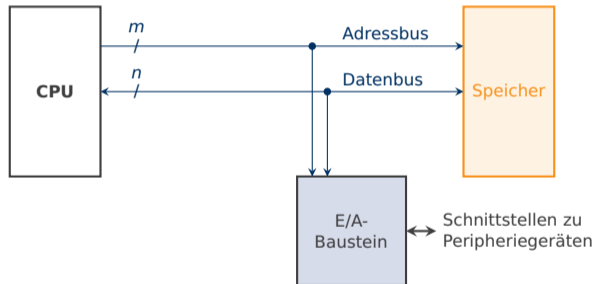 m
Adressbus
n
Datenbus
CPU
Speicher
E/A-
Baustein
Schnittstellen zu
Peripheriegeräten